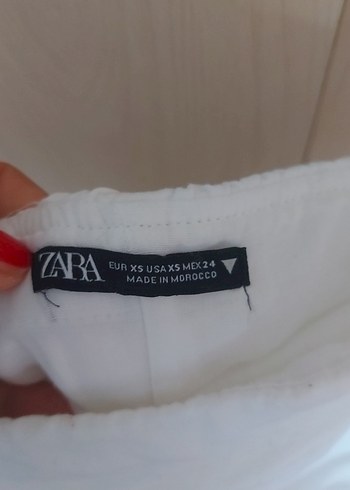 ZARA
EUR XS USA XS MEX 24
MADE IN MOROCCO